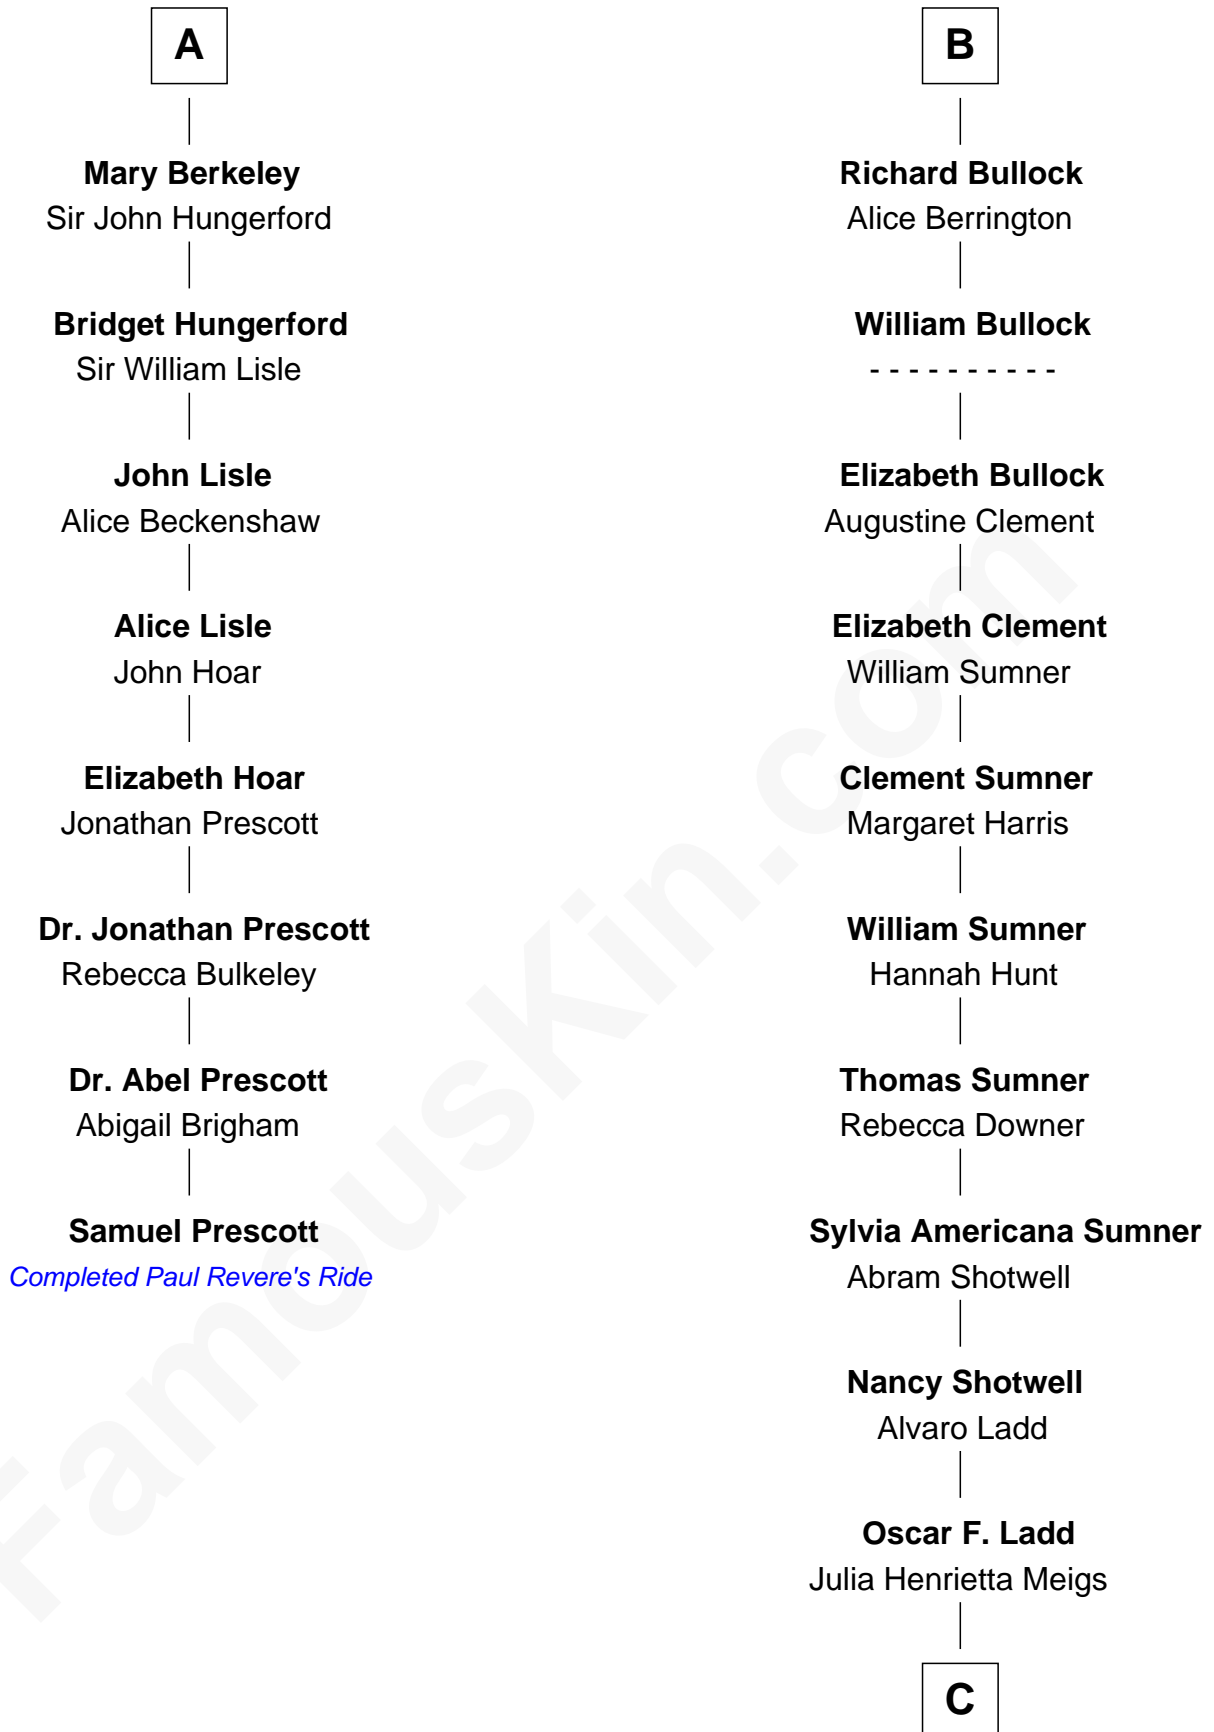 A
Mary Berkeley
Sir John Hungerford
Bridget Hungerford
Sir William Lisle
John Lisle
Alice Beckenshaw
Alice Lisle
John Hoar
Elizabeth Hoar
Jonathan Prescott
Dr. Jonathan Prescott
Rebecca Bulkeley
Dr. Abel Prescott
Abigail Brigham
Samuel Prescott
Completed Paul Revere's Ride
B
Richard Bullock
Alice Berrington
William Bullock
- - - - - - - - - -
Elizabeth Bullock
Augustine Clement
Elizabeth Clement
William Sumner
Clement Sumner
Margaret Harris
William Sumner
Hannah Hunt
Thomas Sumner
Rebecca Downer
Sylvia Americana Sumner
Abram Shotwell
Nancy Shotwell
Alvaro Ladd
Oscar F. Ladd
Julia Henrietta Meigs
C
FamousKin.com